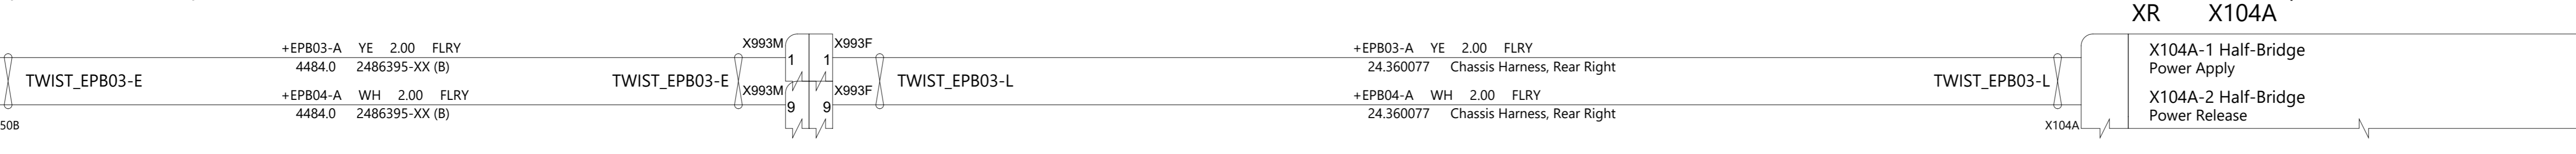 XR X104A
+EPB03-A YE 2.00 FLRY
4484.0 2486395-XX (B)
TWIST_EPB03-E
+EPB04-A WH 2.00 FLRY
4484.0 2486395-XX (B)
50B
TWIST_EPB03-E
X993M 1 1 X993F
X993M 9 9 X993F
TWIST_EPB03-L
+EPB03-A YE 2.00 FLRY
24.360077 Chassis Harness, Rear Right
+EPB04-A WH 2.00 FLRY
24.360077 Chassis Harness, Rear Right
TWIST_EPB03-L
X104A
X104A-1 Half-Bridge
Power Apply
X104A-2 Half-Bridge
Power Release